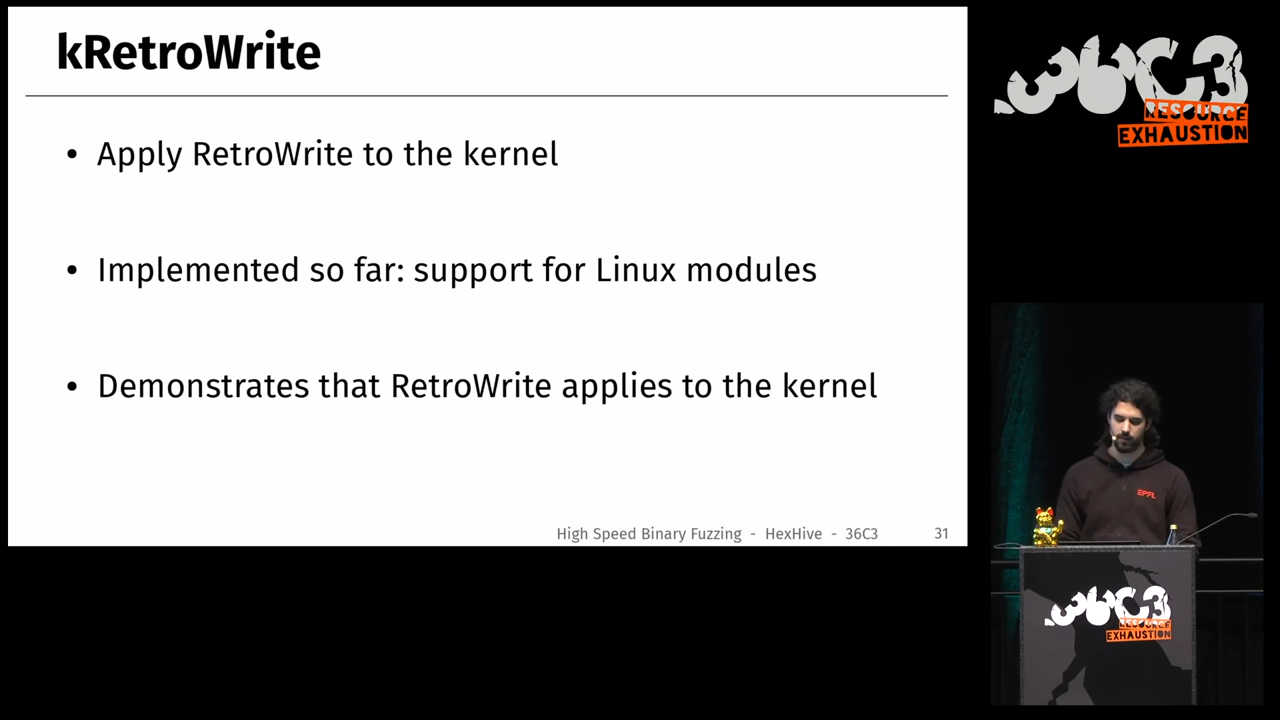 kRetroWrite
• Apply RetroWrite to the kernel
• Implemented so far: support for Linux modules
• Demonstrates that RetroWrite applies to the kernel
High Speed Binary Fuzzing - HexHive - 36C3 31
36C3
RESOURCE
EXHAUSTION
EPFL
36C3
RESOURCE
EXHAUSTION